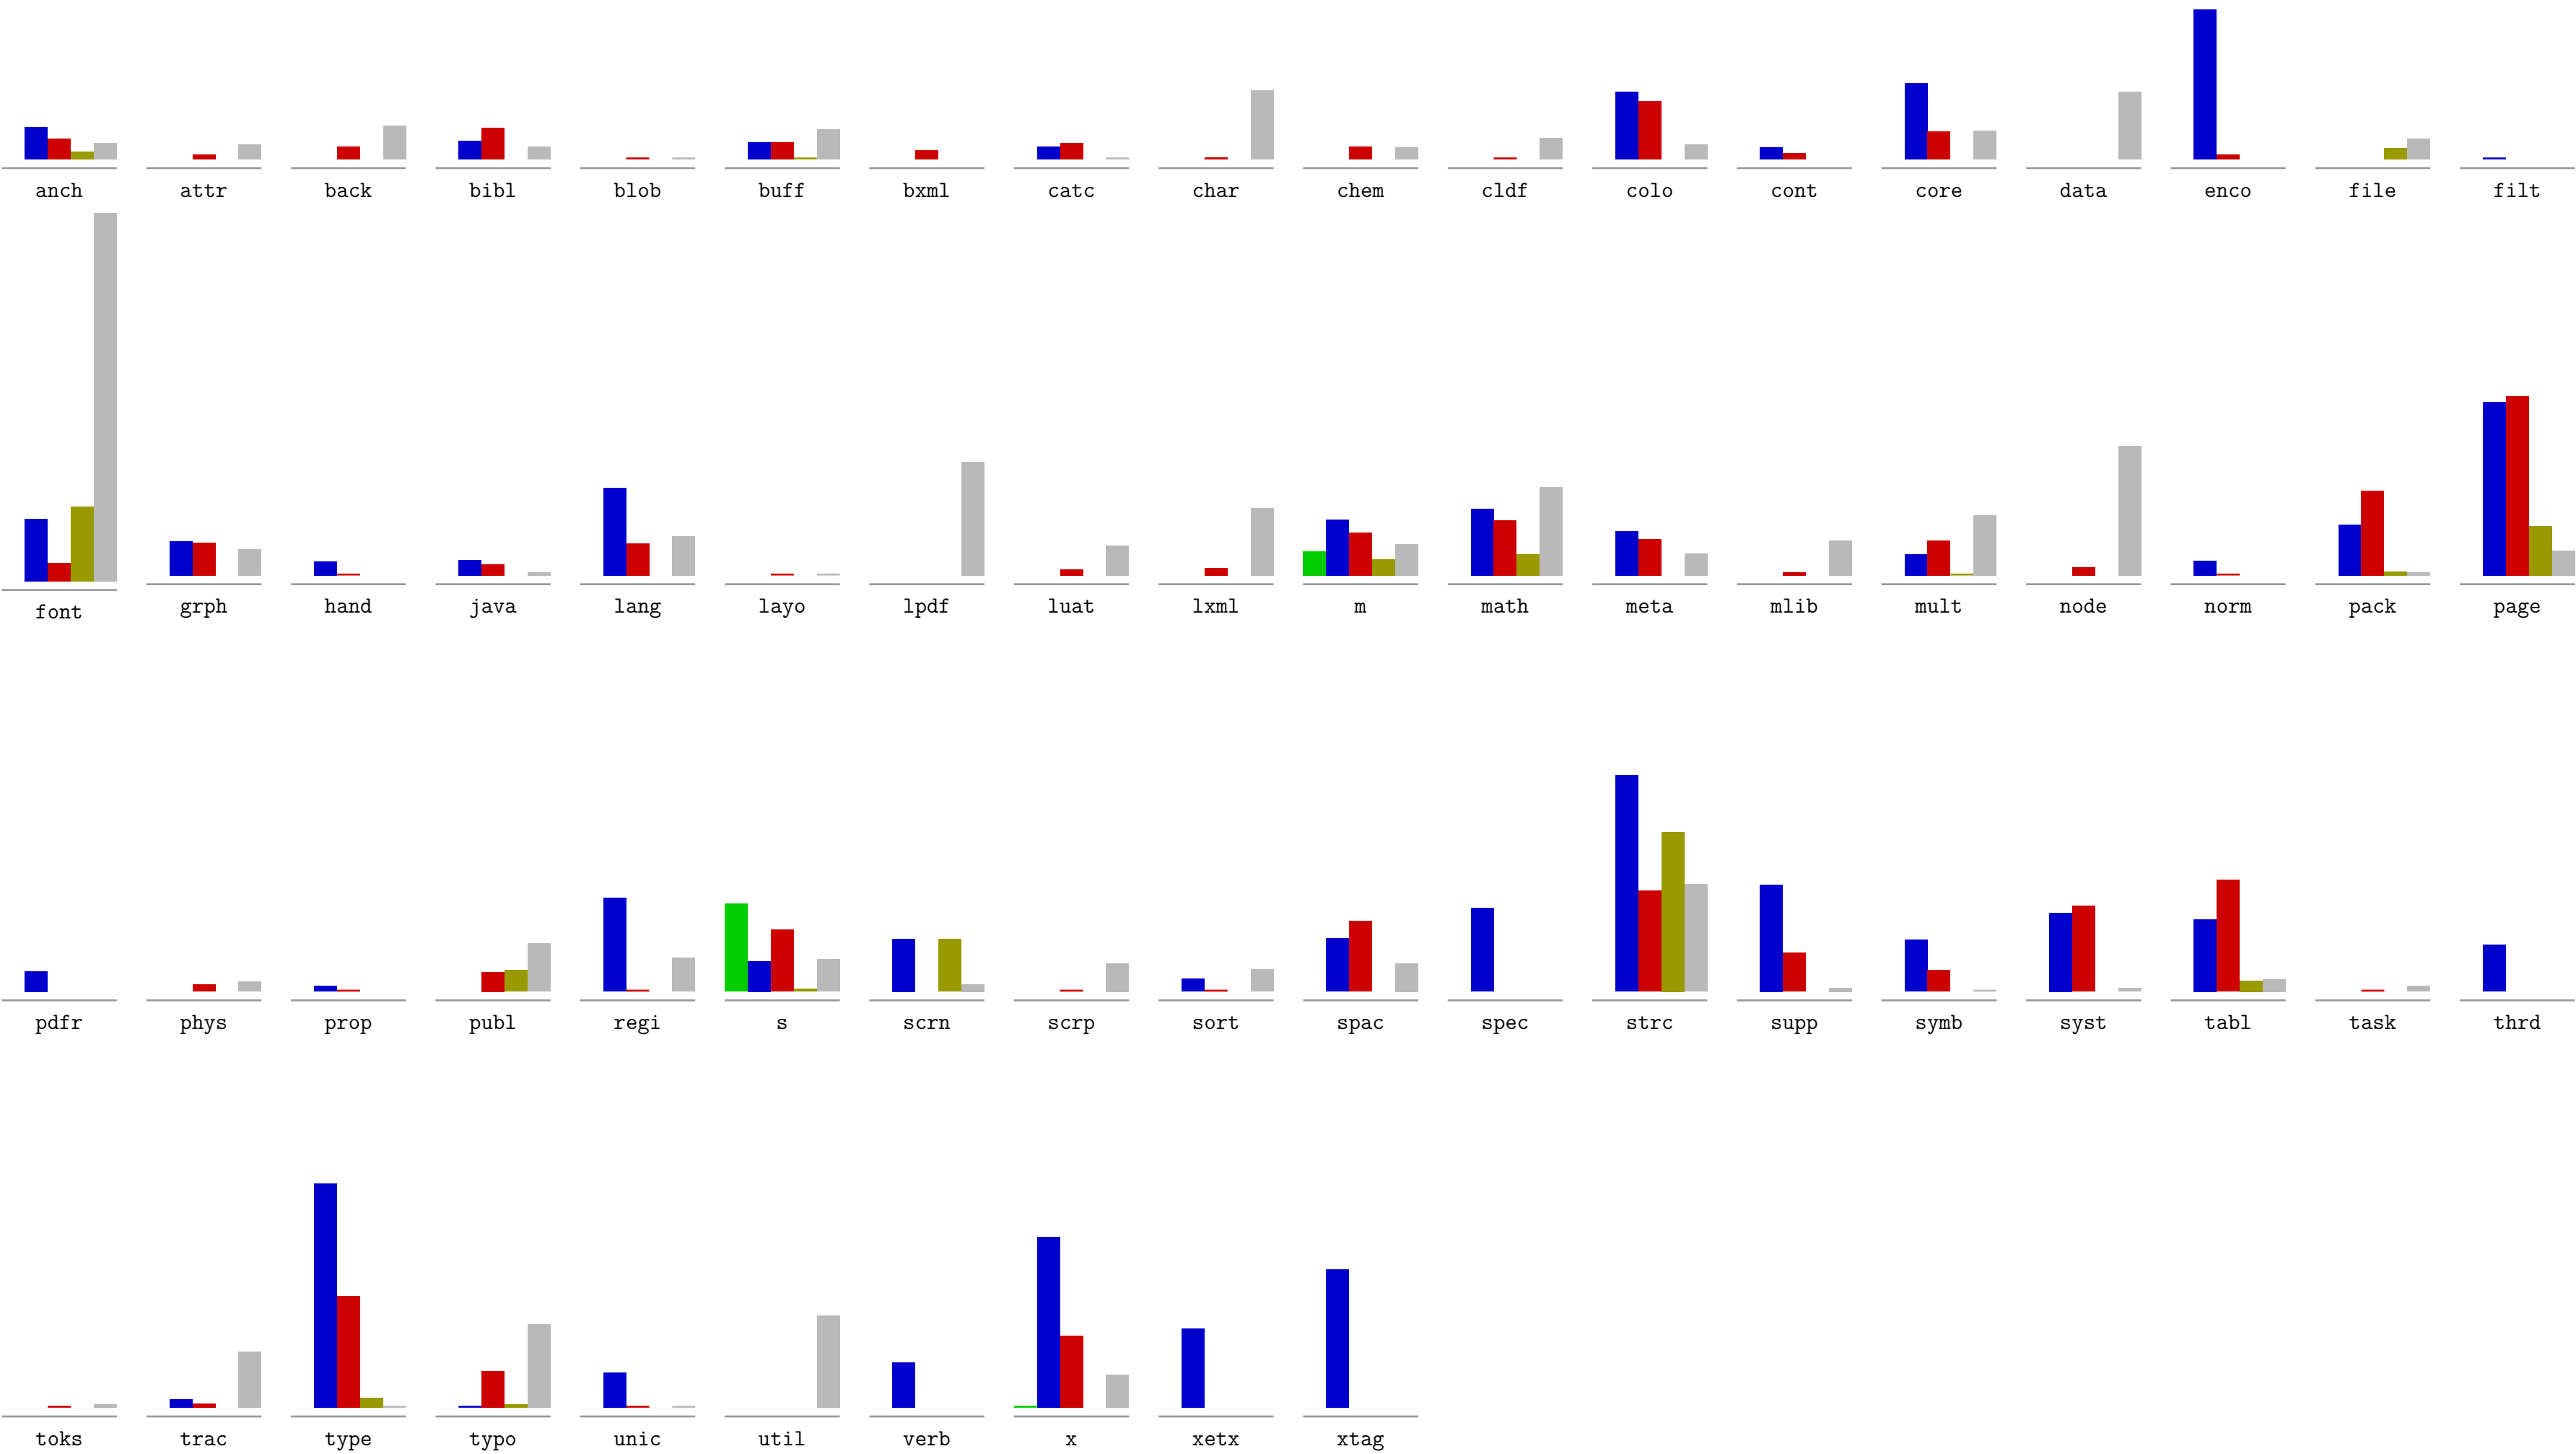 anch attr back bibl blob buff bxml catc char chem cldf colo cont core data enco file filt
font grph hand java lang layo lpdf luat lxml m math meta mlib mult node norm pack page
pdfr phys prop publ regi s scrn scrp sort spac spec strc supp symb syst tabl task thrd
toks trac type typo unic util verb x xetx xtag